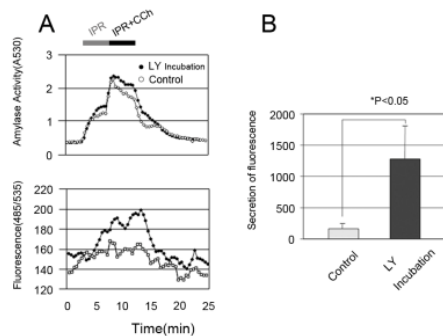 A
IPR
IPR+CCh
Amylase Activity(A530)
3
2
1
0
LY Incubation
Control
Fluorescence(485/535)
220
200
180
160
140
120
0 5 10 15 20 25
Time(min)
B
*P<0.05
Secretion of fluorescence
2000
1500
1000
500
0
Control
LY
Incubation